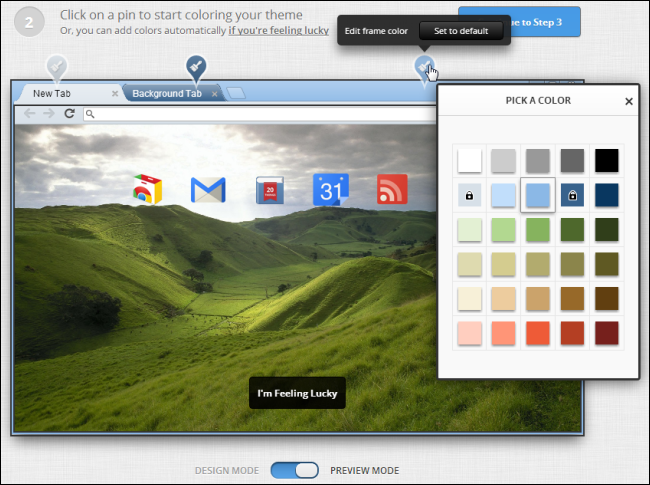 2
Click on a pin to start coloring your theme
Or, you can add colors automatically if you're feeling lucky
Edit frame color
Set to default
ue to Step 3
New Tab
Background Tab
PICK A COLOR
20
31
I'm Feeling Lucky
DESIGN MODE
PREVIEW MODE